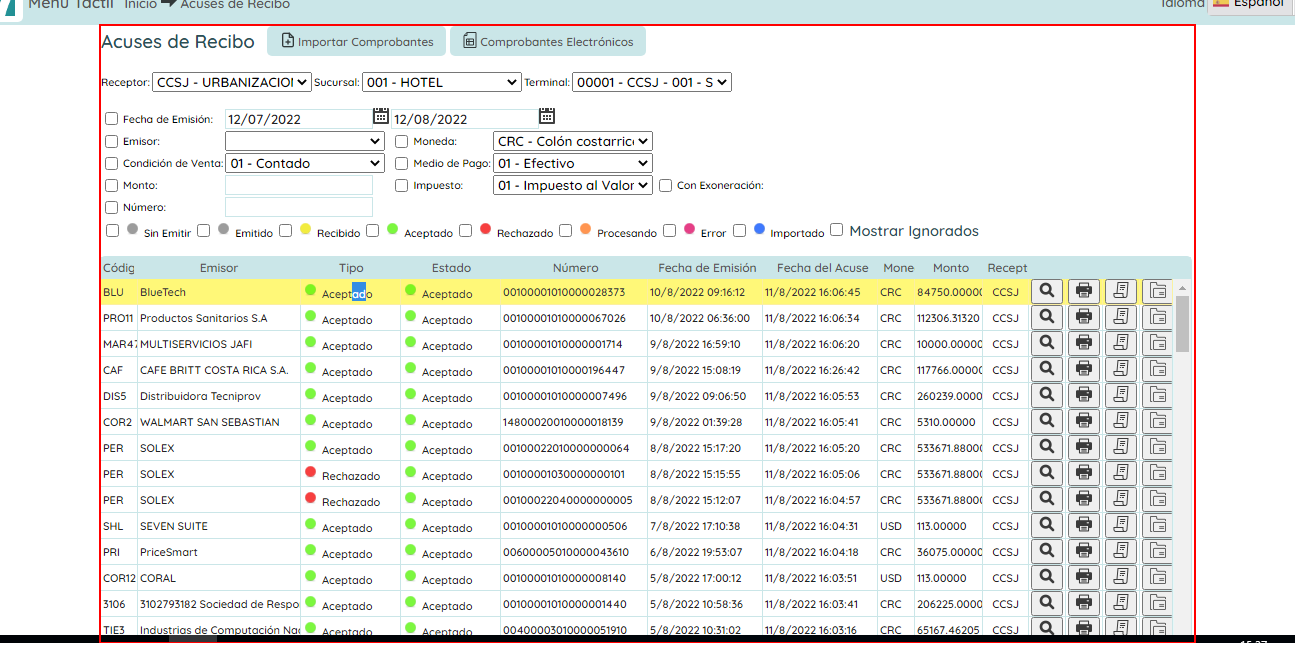 Menú Táctil Inicio Acuses de Recibo Idioma Español
Acuses de Recibo Importar Comprobantes Comprobantes Electrónicos
Receptor: CCSJ - URBANIZACIO Sucursal: 001 - HOTEL Terminal: 00001 - CCSJ - 001 - S
Fecha de Emisión: 12/07/2022 12/08/2022
Emisor: Moneda: CRC - Colón costarric
Condición de Venta: 01 - Contado Medio de Pago: 01 - Efectivo
Monto: Impuesto: 01 - Impuesto al Valor Con Exoneración:
Número:
Sin Emitir Emitido Recibido Aceptado Rechazado Procesando Error Importado Mostrar Ignorados
Códig Emisor Tipo Estado Número Fecha de Emisión Fecha del Acuse Mone Monto Recept
BLU BlueTech Aceptado Aceptado 00100001010000028373 10/8/2022 09:16:12 11/8/2022 16:06:45 CRC 84750.0000 CCSJ
PRO11 Productos Sanitarios S.A Aceptado Aceptado 00100001010000067026 10/8/2022 06:36:00 11/8/2022 16:06:34 CRC 112306.31320 CCSJ
MAR47 MULTISERVICIOS JAFI Aceptado Aceptado 00100001010000001714 9/8/2022 16:59:10 11/8/2022 16:06:20 CRC 10000.0000 CCSJ
CAF CAFE BRITT COSTA RICA S.A. Aceptado Aceptado 00100001010000196447 9/8/2022 15:08:19 11/8/2022 16:26:42 CRC 117766.0000 CCSJ
DIS5 Distribuidora Tecniprov Aceptado Aceptado 00100001010000007496 9/8/2022 09:06:50 11/8/2022 16:05:53 CRC 260239.0000 CCSJ
COR2 WALMART SAN SEBASTIAN Aceptado Aceptado 14800020010000018139 9/8/2022 01:39:28 11/8/2022 16:05:41 CRC 5310.00000 CCSJ
PER SOLEX Aceptado Aceptado 00100022010000000064 8/8/2022 15:17:20 11/8/2022 16:05:20 CRC 533671.8800 CCSJ
PER SOLEX Rechazado Aceptado 00100001030000000101 8/8/2022 15:15:55 11/8/2022 16:05:06 CRC 533671.8800 CCSJ
PER SOLEX Rechazado Aceptado 00100022040000000005 8/8/2022 15:12:07 11/8/2022 16:04:57 CRC 533671.8800 CCSJ
SHL SEVEN SUITE Aceptado Aceptado 00100001010000000506 7/8/2022 17:10:38 11/8/2022 16:04:31 USD 113.00000 CCSJ
PRI PriceSmart Aceptado Aceptado 00600005010000043610 6/8/2022 19:53:07 11/8/2022 16:04:18 CRC 36075.0000 CCSJ
COR12 CORAL Aceptado Aceptado 00100001010000008140 5/8/2022 17:00:12 11/8/2022 16:03:51 USD 113.00000 CCSJ
3106 3102793182 Sociedad de Respo Aceptado Aceptado 00100001010000001440 5/8/2022 10:58:36 11/8/2022 16:03:41 CRC 206225.0000 CCSJ
TIE3 Industrias de Computación Nac Aceptado Aceptado 00400003010000051910 5/8/2022 10:31:02 11/8/2022 16:03:16 CRC 65167.46205 CCSJ